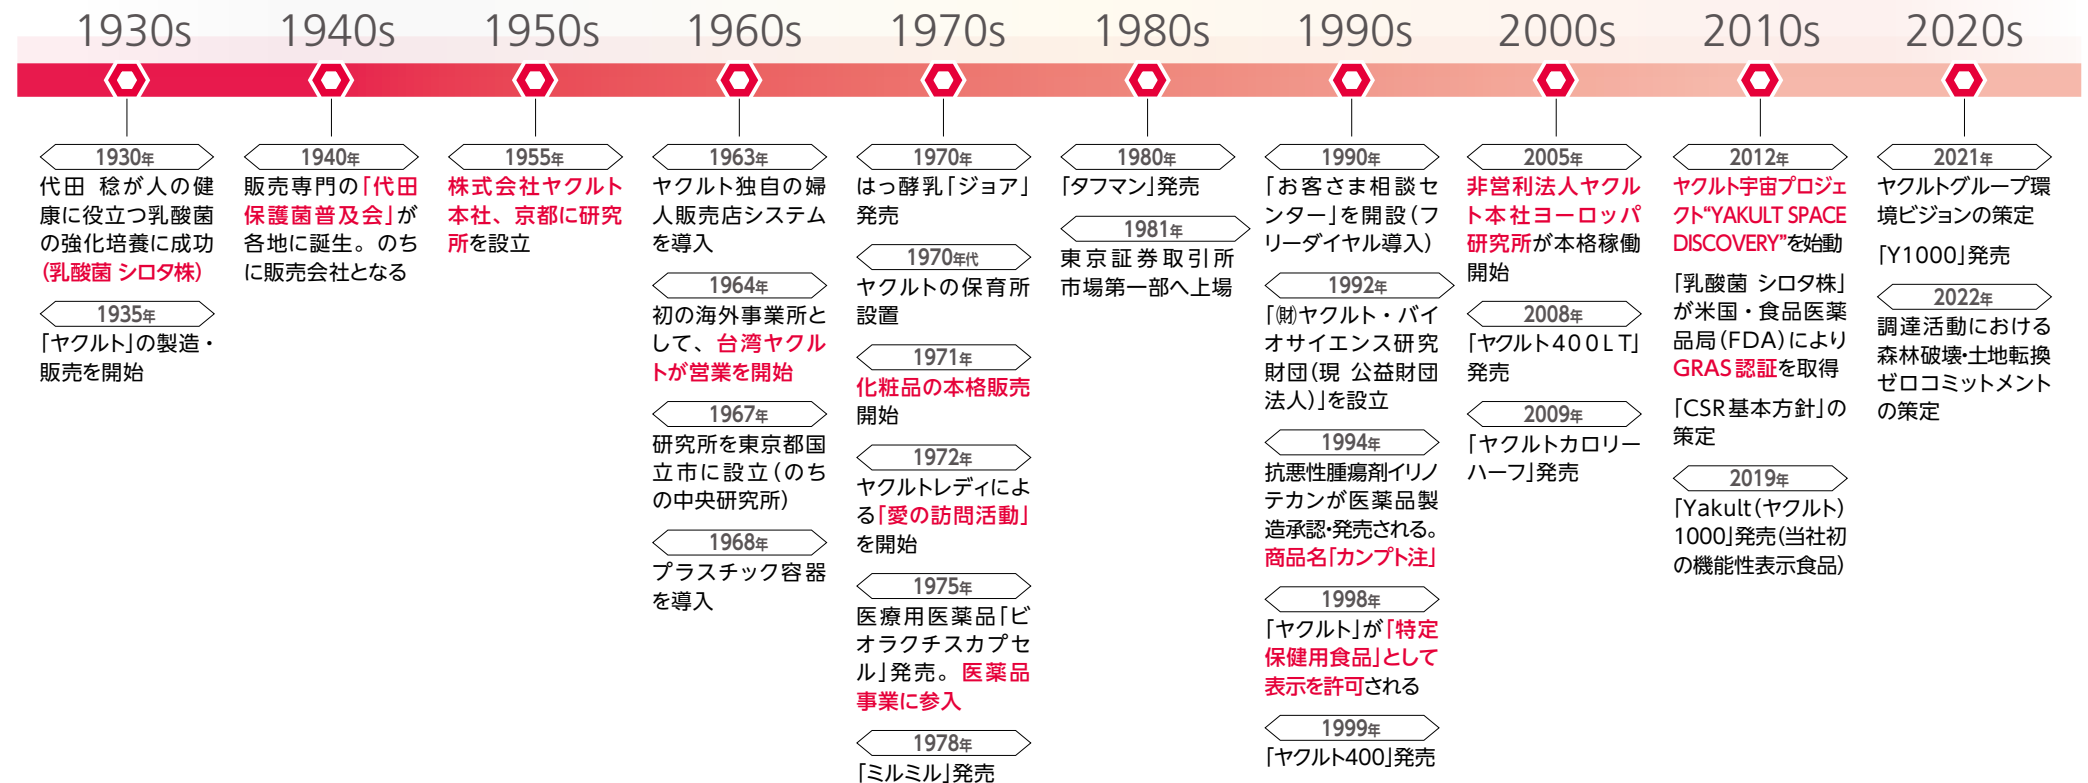 1930s
1940s
1950s
1960s
1970s
1980s
1990s
2000s
2010s
2020s
1930年
代田 稔が人の健
康に役立つ乳酸菌
の強化培養に成功
(乳酸菌 シロタ株)
1935年
「ヤクルト」の製造・
販売を開始
1940年
販売専門の「代田
保護菌普及会」が
各地に誕生。のち
に販売会社となる
1955年
株式会社ヤクルト
本社、京都に研究
所を設立
1963年
ヤクルト独自の婦
人販売店システム
を導入
1964年
初の海外事業所と
して、台湾ヤクル
トが営業を開始
1967年
研究所を東京都国
立市に設立(のち
の中央研究所)
1968年
プラスチック容器
を導入
1970年
はっ酵乳「ジョア」
発売
1970年代
ヤクルトの保育所
設置
1971年
化粧品の本格販売
開始
1972年
ヤクルトレディによ
る「愛の訪問活動」
を開始
1975年
医療用医薬品「ビ
オラクチスカプセ
ル」発売。医薬品
事業に参入
1978年
「ミルミル」発売
1980年
「タフマン」発売
1981年
東京証券取引所
市場第一部へ上場
1990年
「お客さま相談セ
ンター」を開設(フ
リーダイヤル導入)
1992年
「㈶ヤクルト・バイ
オサイエンス研究
財団(現 公益財団
法人)」を設立
1994年
抗悪性腫瘍剤イリノ
テカンが医薬品製
造承認・発売される。
商品名「カンプト注」
1998年
「ヤクルト」が「特定
保健用食品」として
表示を許可される
1999年
「ヤクルト400」発売
2005年
非営利法人ヤクル
ト本社ヨーロッパ
研究所が本格稼働
開始
2008年
「ヤクルト400LT」
発売
2009年
「ヤクルトカロリー
ハーフ」発売
2012年
ヤクルト宇宙プロジェ
クト“YAKULT SPACE
DISCOVERY”を始動
「乳酸菌 シロタ株」
が米国・食品医薬
品局(FDA)により
GRAS認証を取得
「CSR基本方針」の
策定
2019年
「Yakult(ヤクルト)
1000」発売(当社初
の機能性表示食品)
2021年
ヤクルトグループ環
境ビジョンの策定
「Y1000」発売
2022年
調達活動における
森林破壊・土地転換
ゼロコミットメント
の策定